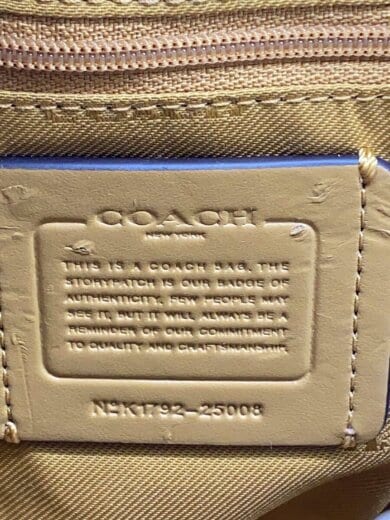 COACH
NEW YORK
THIS IS A COACH BAG. THE
STORYPATCH IS OUR BADGE OF
AUTHENTICITY. FEW PEOPLE MAY
SEE IT, BUT IT WILL ALWAYS BE A
REMINDER OF OUR COMMITMENT
TO QUALITY AND CRAFTSMANSHIP.
Nº K1792-25008